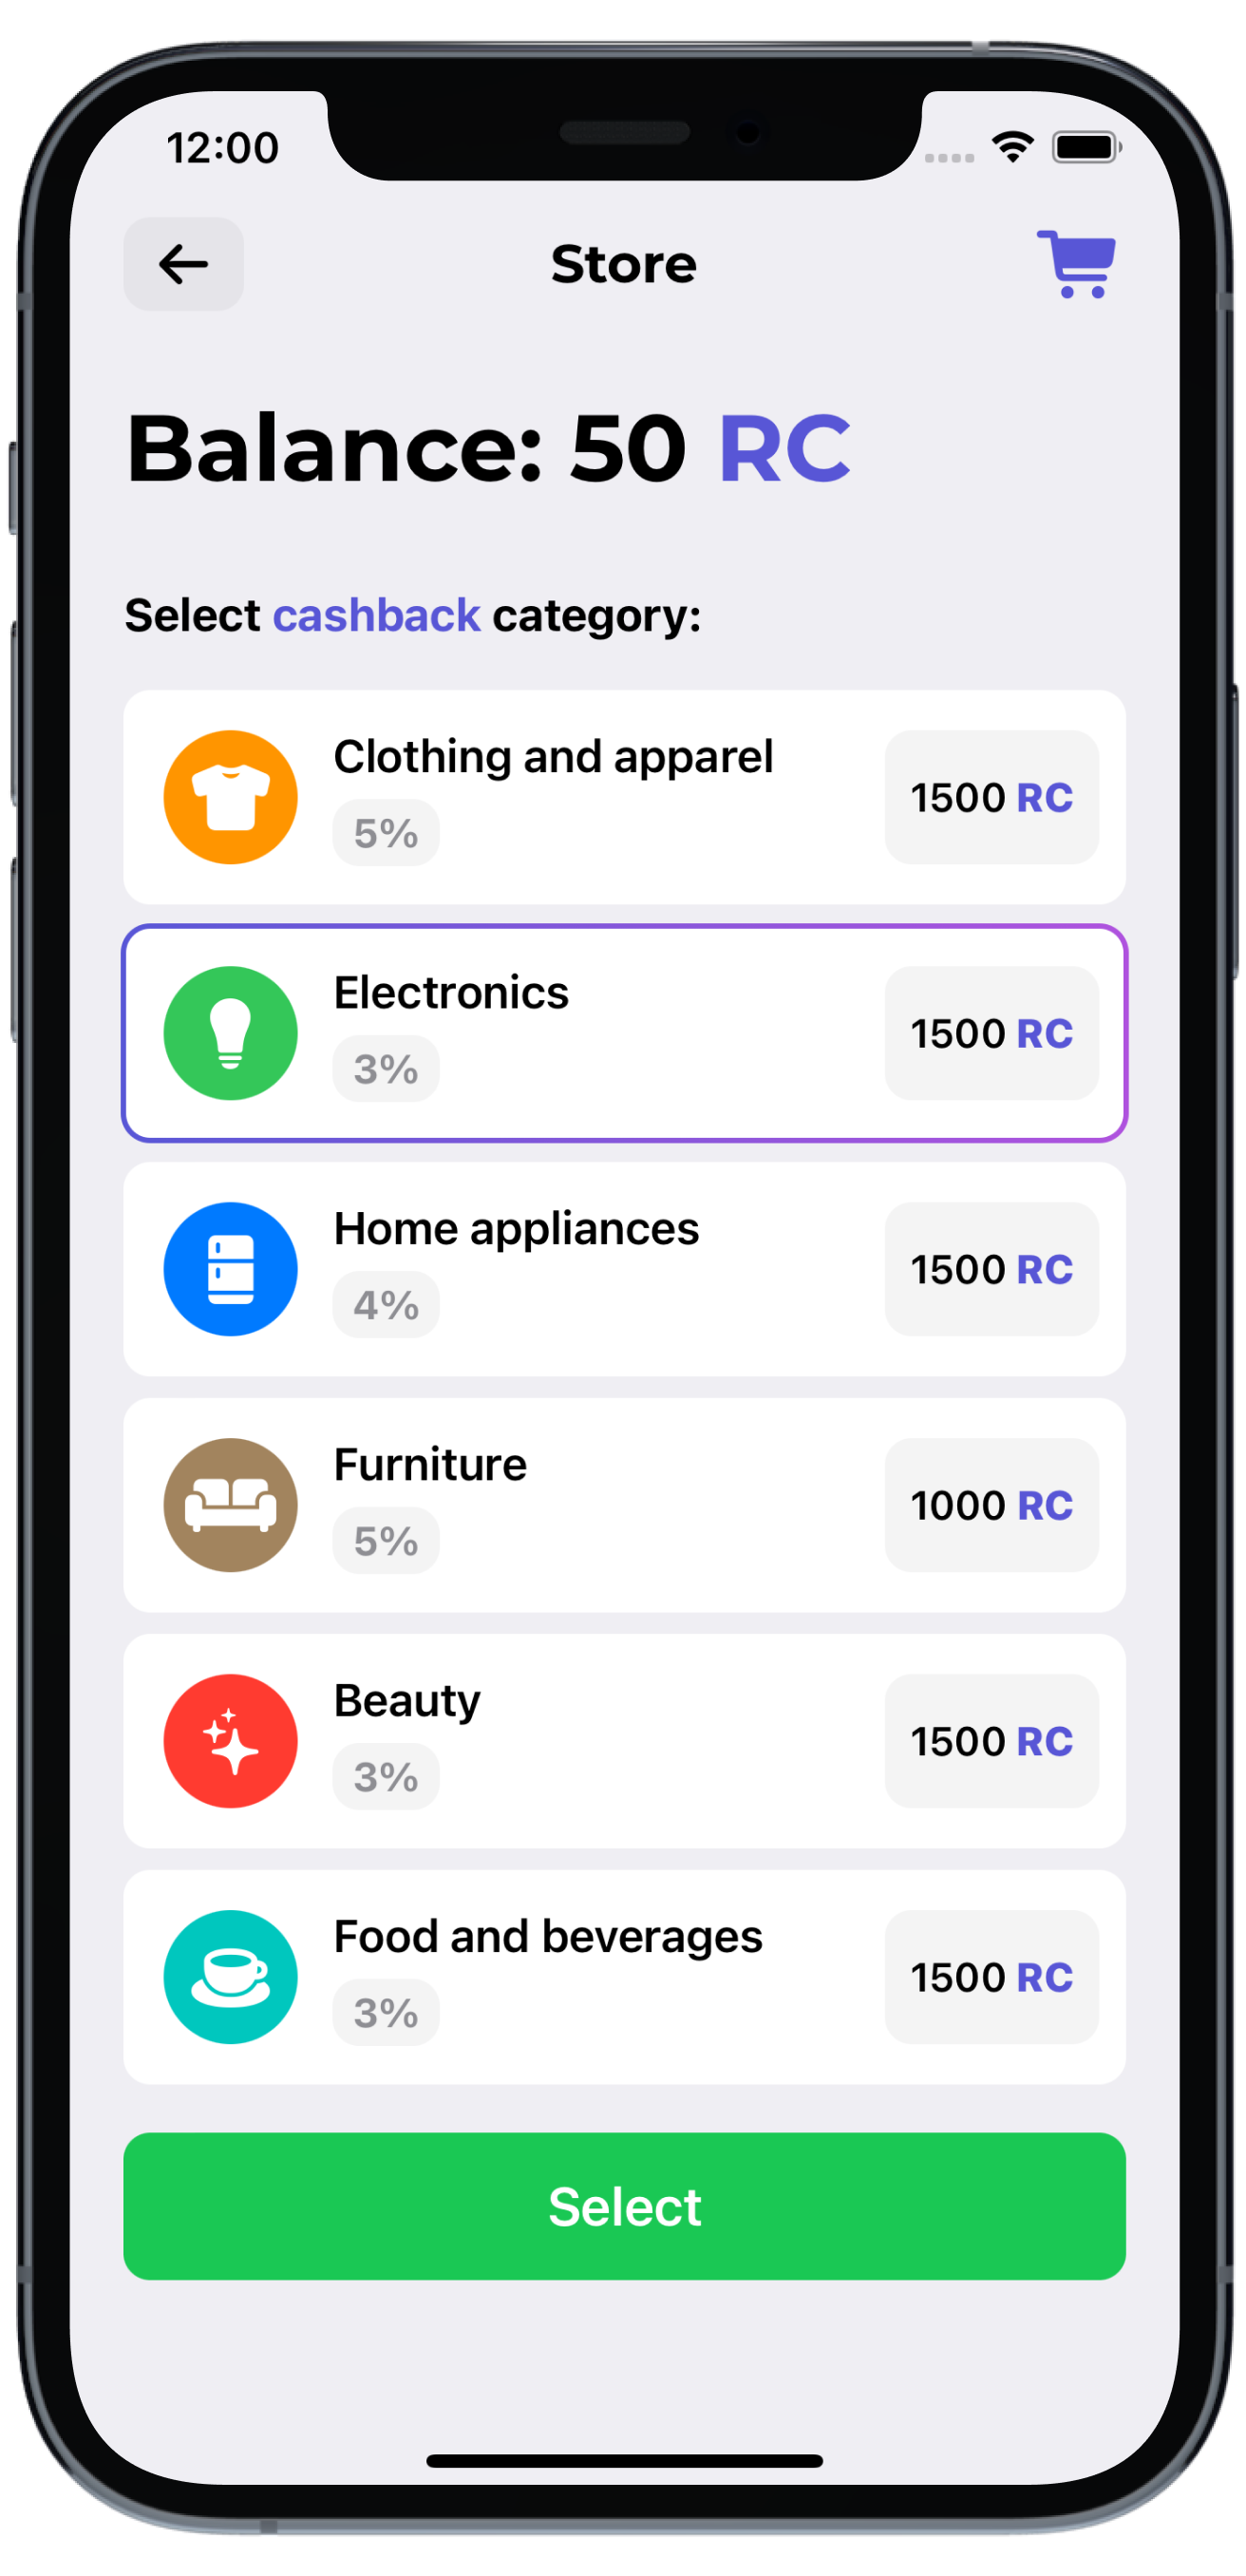 12:00
Store
Balance: 50 RC
Select cashback category:
Clothing and apparel
5%
1500 RC
Electronics
3%
1500 RC
Home appliances
4%
1500 RC
Furniture
5%
1000 RC
Beauty
3%
1500 RC
Food and beverages
3%
1500 RC
Select